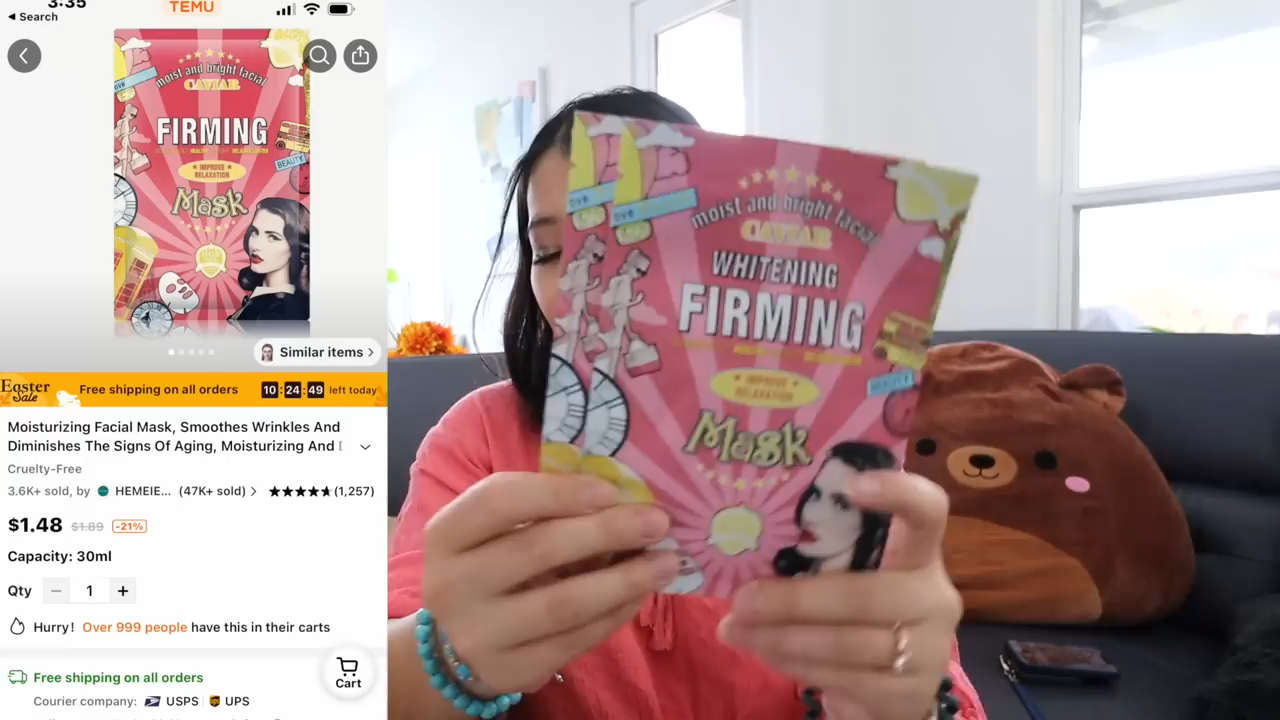 3:35
TEMU
Search
moist and bright facial
CAVIAR
FIRMING
IMPROVE
RELAXATION
BEAUTY
Mask
Similar items
Easter
Sale
Free shipping on all orders
10:24:49 left today
Moisturizing Facial Mask, Smoothes Wrinkles And
Diminishes The Signs Of Aging, Moisturizing And
Cruelty-Free
3.6K+ sold, by HEMEIE... (47K+ sold) (1,257)
$1.48 $1.89 -21%
Capacity: 30ml
Qty − 1 +
Hurry! Over 999 people have this in their carts
Cart
Free shipping on all orders
Courier company: USPS UPS
moist and bright facial
CAVIAR
WHITENING
FIRMING
IMPROVE
RELAXATION
BEAUTY
Mask